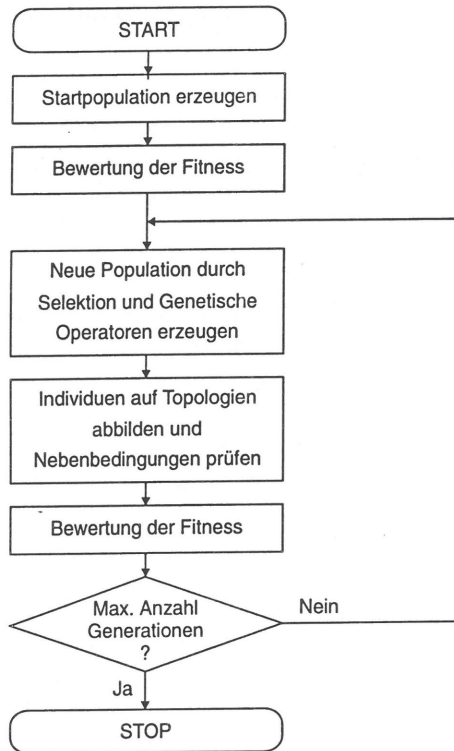 START
Startpopulation erzeugen
Bewertung der Fitness
Neue Population durch
Selektion und Genetische
Operatoren erzeugen
Individuen auf Topologien
abbilden und
Nebenbedingungen prüfen
Bewertung der Fitness
Max. Anzahl
Generationen
?
Nein
Ja
STOP